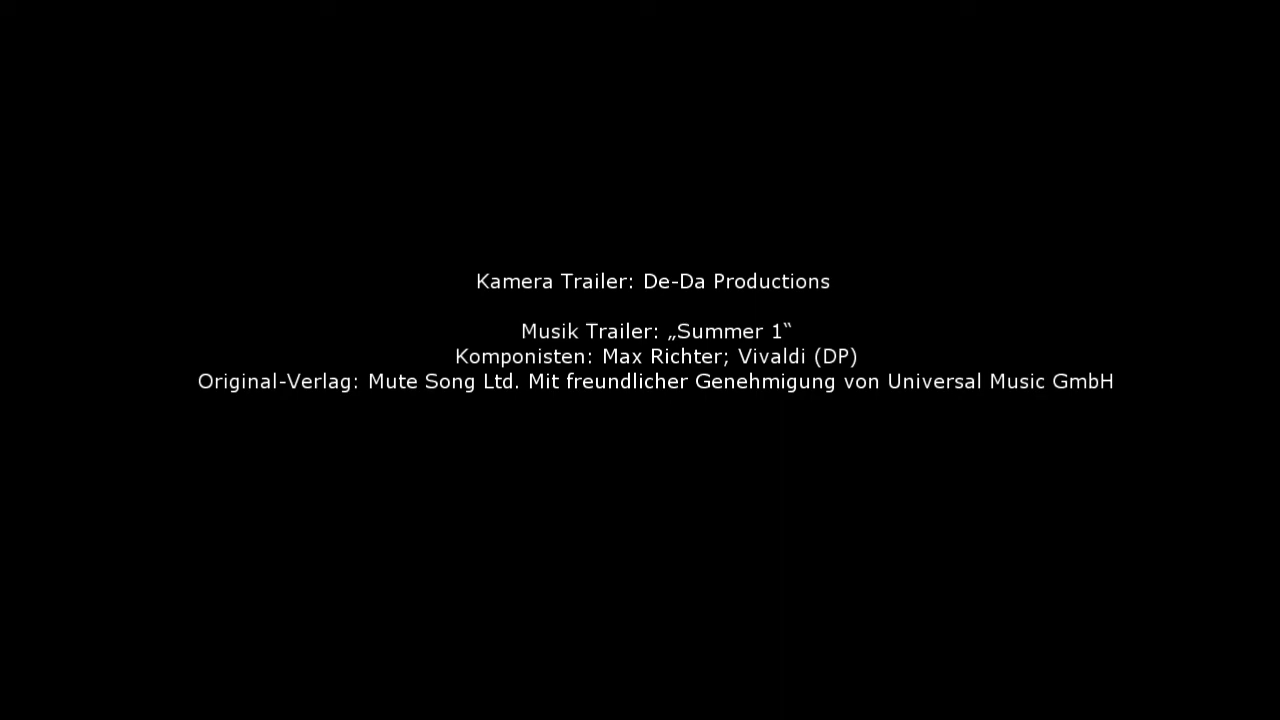 Kamera Trailer: De-Da Productions
Musik Trailer: „Summer 1“
Komponisten: Max Richter; Vivaldi (DP)
Original-Verlag: Mute Song Ltd. Mit freundlicher Genehmigung von Universal Music GmbH